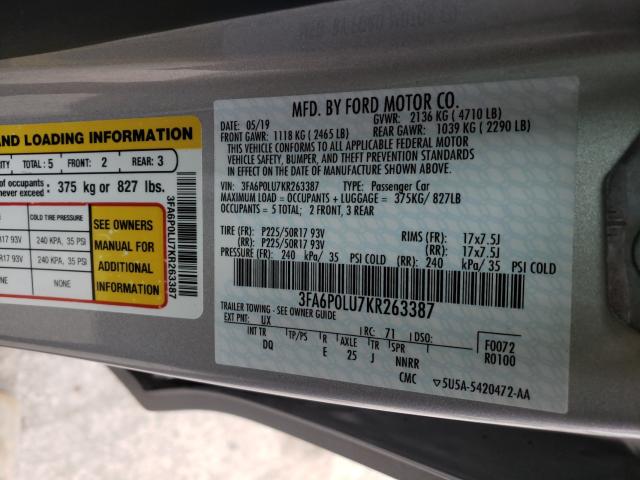 AND LOADING INFORMATION
ITY TOTAL: 5 FRONT: 2 REAR: 3
of occupants 375 kg or 827 lbs.
never exceed:
COLD TIRE PRESSURE
17 93V 240 KPA, 35 PSI
R17 93V 240 KPA, 35 PSI
NONE
SEE OWNERS
MANUAL FOR
ADDITIONAL
INFORMATION
3FA6P0LU7KR263387
MFD. BY FORD MOTOR CO.
DATE: 05/19 GVWR: 2136 KG ( 4710 LB)
FRONT GAWR: 1118 KG ( 2465 LB) REAR GAWR: 1039 KG ( 2290 LB)
THIS VEHICLE CONFORMS TO ALL APPLICABLE FEDERAL MOTOR
VEHICLE SAFETY, BUMPER, AND THEFT PREVENTION STANDARDS
IN EFFECT ON THE DATE OF MANUFACTURE SHOWN ABOVE.
VIN: 3FA6P0LU7KR263387 TYPE: Passenger Car
MAXIMUM LOAD = OCCUPANTS + LUGGAGE = 375KG/ 827LB
OCCUPANTS = 5 TOTAL; 2 FRONT, 3 REAR
TIRE (FR): P225/50R17 93V RIMS (FR): 17x7.5J
(RR): P225/50R17 93V (RR): 17x7.5J
PRESSURE (FR): 240 kPa/ 35 PSI COLD (RR): 240 kPa/ 35 PSI COLD
3FA6P0LU7KR263387
TRAILER TOWING - SEE OWNER GUIDE
EXT PNT: UX RC: 71 DSO: F0072
INT TR TP/PS R AXLE TR SPR R0100
DQ E 25 J NNRR
CMC 5U5A-5420472-AA